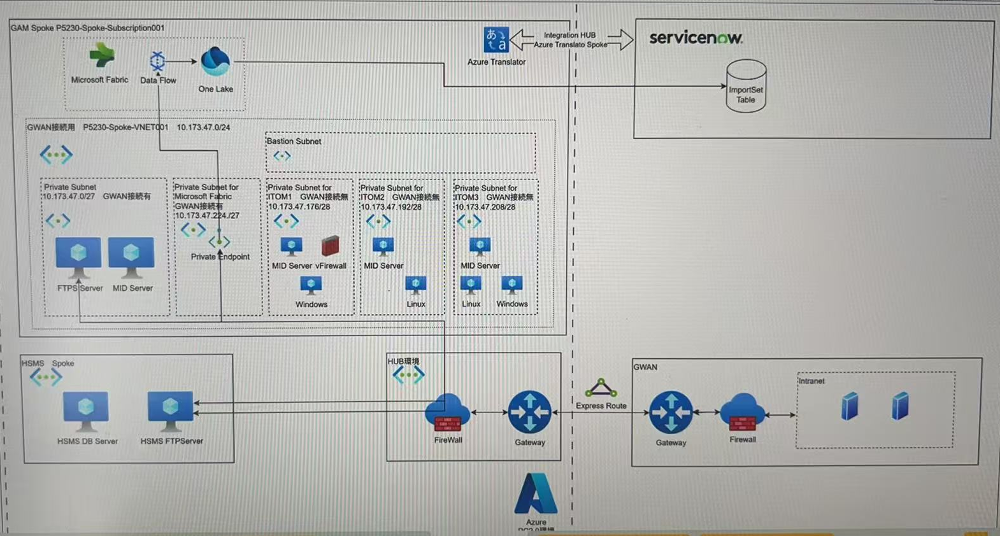 GAM Spoke P5230-Spoke-Subscription001
Microsoft Fabric
Data Flow
One Lake
Azure Translator
Integration HUB
Azure Translato Spoke
servicenow.
ImportSet
Table
GWAN接続用 P5230-Spoke-VNET001 10.173.47.0/24
Bastion Subnet
Private Subnet
10.173.47.0/27 GWAN接続有
FTPS Server
MID Server
Private Subnet for
Microsoft Fabric
GWAN接続有
10.173.47.224./27
Private Endpoint
Private Subnet for
ITOM1 GWAN接続無
10.173.47.176/28
MID Server
vFirewall
Windows
Private Subnet for
ITOM2 GWAN接続無
10.173.47.192/28
MID Server
Linux
Private Subnet for
ITOM3 GWAN接続無
10.173.47.208/28
MID Server
Linux
Windows
HSMS Spoke
HSMS DB Server
HSMS FTPServer
HUB環境
FireWall
Gateway
Express Route
GWAN
Gateway
Firewall
Intranet
Azure